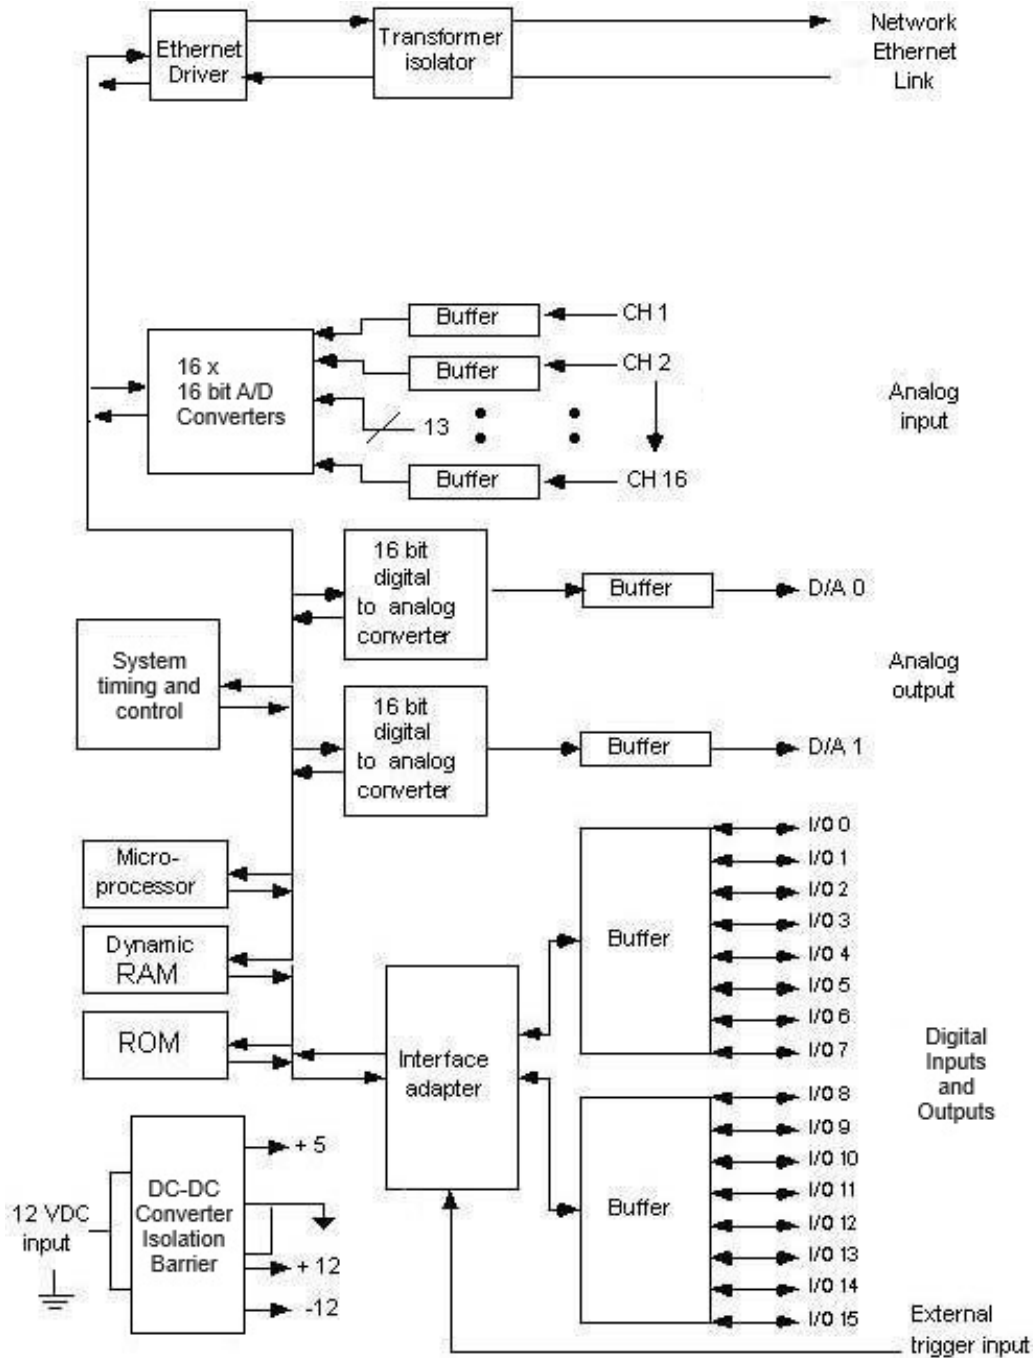 Ethernet
Driver
Transformer
isolator
Network
Ethernet
Link
16 x
16 bit A/D
Converters
Buffer
CH 1
Buffer
CH 2
13
Buffer
CH 16
Analog
input
16 bit
digital
to analog
converter
Buffer
D/A 0
System
timing and
control
Analog
output
16 bit
digital
to analog
converter
Buffer
D/A 1
Micro-
processor
Dynamic
RAM
ROM
Interface
adapter
Buffer
I/O 0
I/O 1
I/O 2
I/O 3
I/O 4
I/O 5
I/O 6
I/O 7
Digital
Inputs
and
Outputs
Buffer
I/O 8
I/O 9
I/O 10
I/O 11
I/O 12
I/O 13
I/O 14
I/O 15
12 VDC
input
DC-DC
Converter
Isolation
Barrier
+ 5
+ 12
-12
External
trigger input